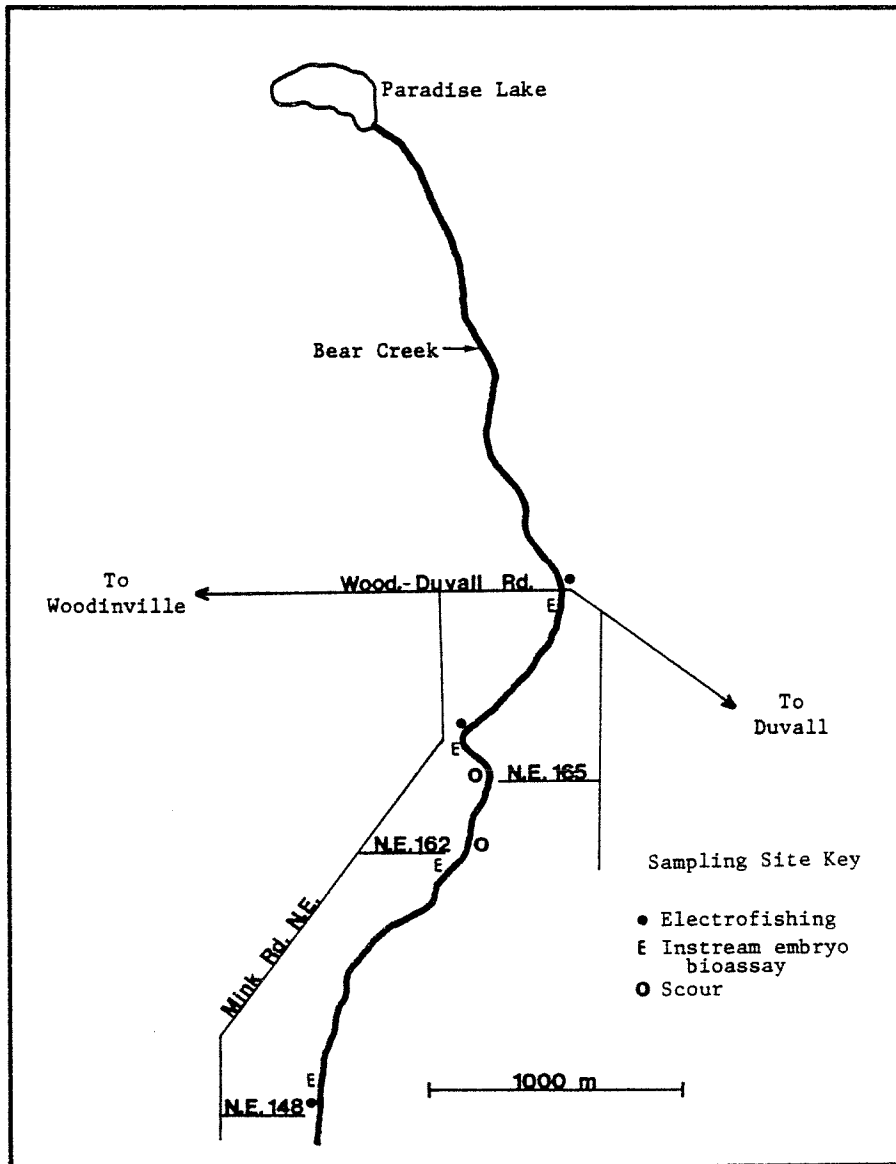 Paradise Lake
Bear Creek
To
Woodinville
Wood.-Duvall Rd.
E
To
Duvall
E
O
N.E. 165
N.E. 162
O
E
Sampling Site Key
Electrofishing
E Instream embryo
bioassay
O Scour
Mink Rd. N.E.
E
1000 m
N.E. 148